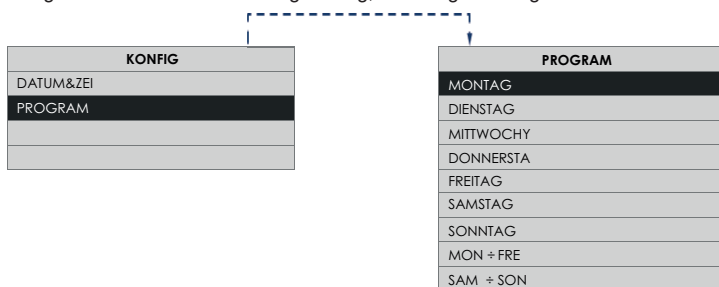 KONFIG
DATUM&ZEI
PROGRAM
PROGRAM
MONTAG
DIENSTAG
MITTWOCHY
DONNERSTA
FREITAG
SAMSTAG
SONNTAG
MON ÷ FRE
SAM ÷ SON